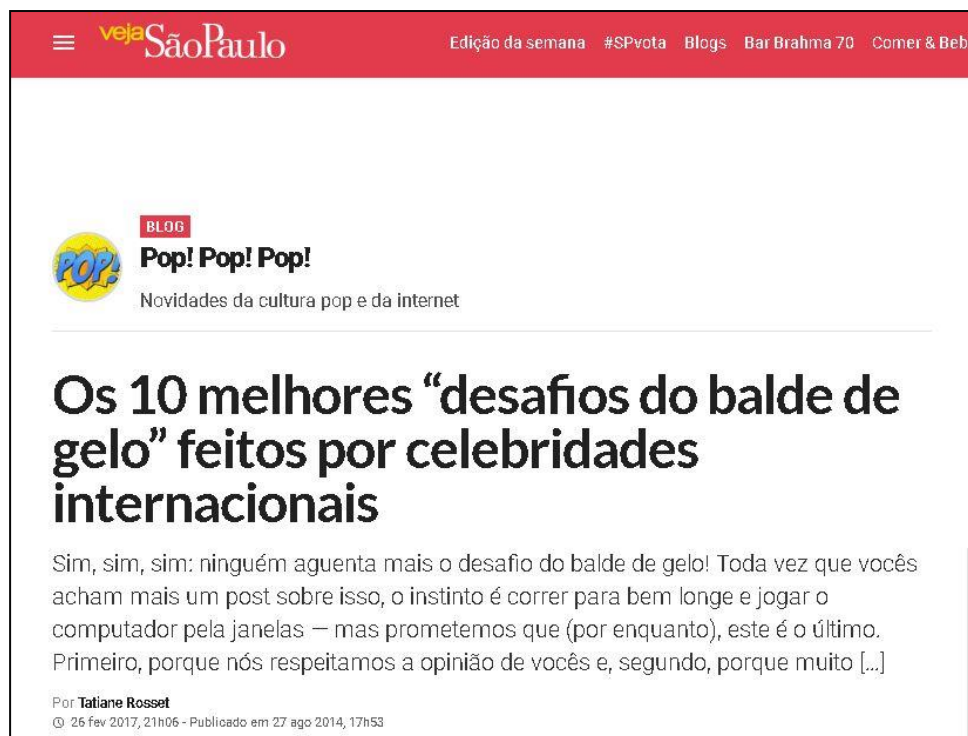 veja São Paulo
Edição da semana #SPvota Blogs Bar Brahma 70 Comer & Beb
BLOG
POP!
Pop! Pop! Pop!
Novidades da cultura pop e da internet
Os 10 melhores “desafios do balde de
gelo” feitos por celebridades
internacionais
Sim, sim, sim: ninguém aguenta mais o desafio do balde de gelo! Toda vez que vocês
acham mais um post sobre isso, o instinto é correr para bem longe e jogar o
computador pela janelas — mas prometemos que (por enquanto), este é o último.
Primeiro, porque nós respeitamos a opinião de vocês e, segundo, porque muito [...]
Por Tatiane Rosset
26 fev 2017, 21h06 - Publicado em 27 ago 2014, 17h53